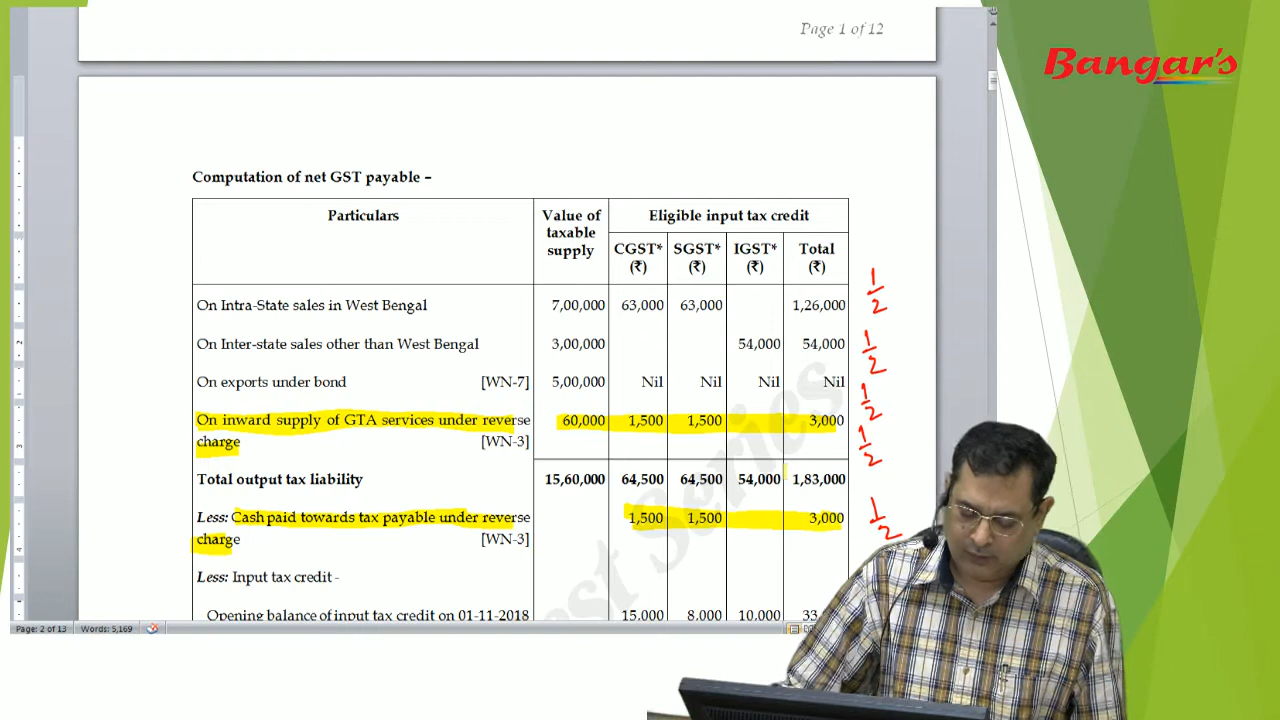 Page 1 of 12
Bangar's
Computation of net GST payable –
Particulars Value of taxable supply Eligible input tax credit
CGST* (₹) SGST* (₹) IGST* (₹) Total (₹)
On Intra-State sales in West Bengal 7,00,000 63,000 63,000 1,26,000 1/2
On Inter-state sales other than West Bengal 3,00,000 54,000 54,000 1/2
On exports under bond [WN-7] 5,00,000 Nil Nil Nil Nil 1/2
On inward supply of GTA services under reverse 60,000 1,500 1,500 3,000 1/2
charge [WN-3]
Total output tax liability 15,60,000 64,500 64,500 54,000 1,83,000
Less: Cash paid towards tax payable under reverse 1,500 1,500 3,000 1/2
charge [WN-3]
Less: Input tax credit -
Opening balance of input tax credit on 01-11-2018 15,000 8,000 10,000
est Series
Page: 2 of 13 Words: 5,169